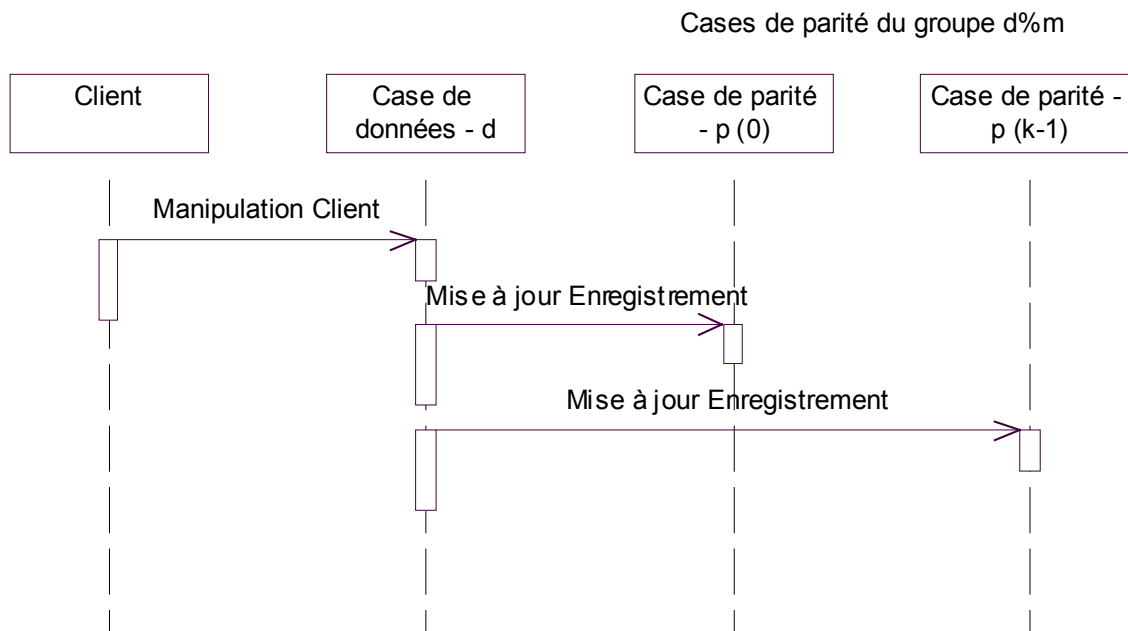 Cases de parité du groupe d%m
Client
Case de
données - d
Case de parité
- p (0)
Case de parité -
p (k-1)
Manipulation Client
Mise à jour Enregistrement
Mise à jour Enregistrement